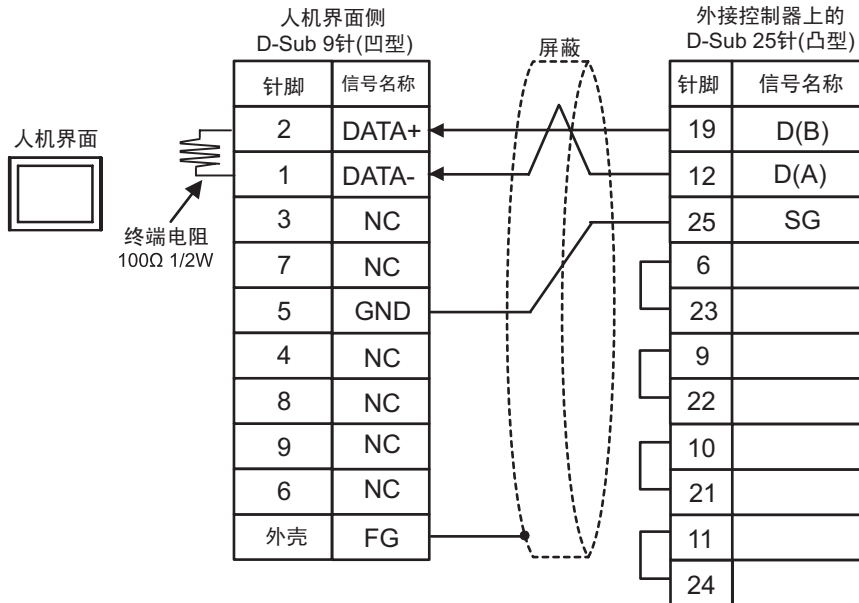 人机界面侧
D-Sub 9针(凹型)
外接控制器上的
D-Sub 25针(凸型)
屏蔽
人机界面
终端电阻
100Ω 1/2W
针脚 信号名称
2 DATA+
1 DATA-
3 NC
7 NC
5 GND
4 NC
8 NC
9 NC
6 NC
外壳 FG
针脚 信号名称
19 D(B)
12 D(A)
25 SG
6
23
9
22
10
21
11
24